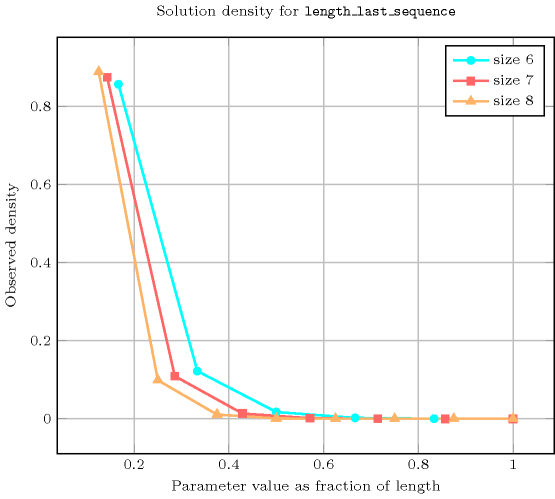 Solution density for length_last_sequence
size 6
size 7
size 8
Observed density
0.8
0.6
0.4
0.2
0
0.2 0.4 0.6 0.8 1
Parameter value as fraction of length